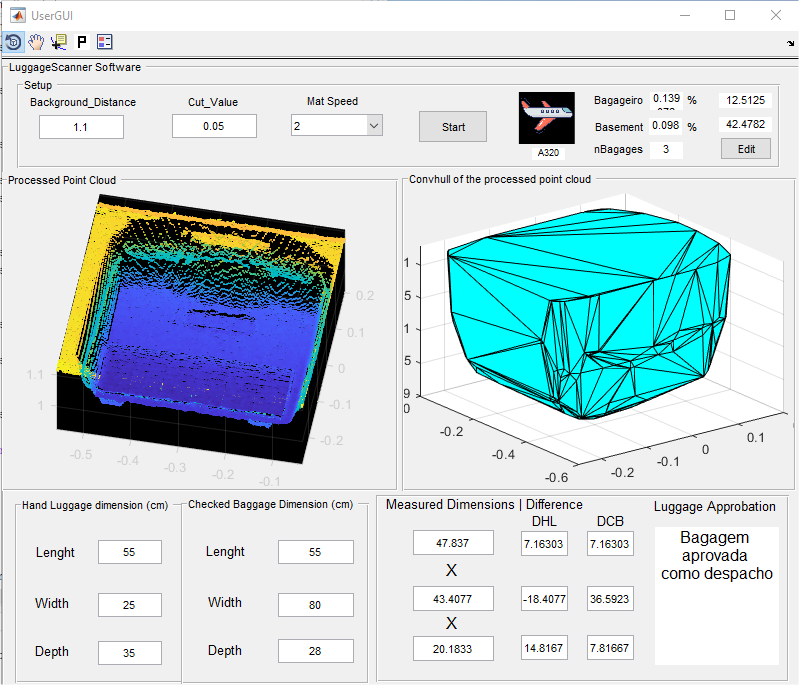 UserGUI
P
LuggageScanner Software
Setup
Background_Distance
Cut_Value
Mat Speed
1.1
0.05
2
Start
A320
Bagageiro 0.139 % 12.5125
Basement 0.098 % 42.4782
nBagages 3
Edit
Processed Point Cloud
0.2
0.1
0
-0.1
-0.2
1.1
1
-0.5 -0.4 -0.3 -0.2 -0.1
Convhull of the processed point cloud
1
5
1
5
9
0
-0.2
-0.4
-0.6
-0.2
-0.1
0
0.1
Hand Luggage dimension (cm)
Lenght 55
Width 25
Depth 35
Checked Baggage Dimension (cm)
Lenght 55
Width 80
Depth 28
Measured Dimensions | Difference
DHL DCB
47.837 7.16303 7.16303
X
43.4077 -18.4077 36.5923
X
20.1833 14.8167 7.81667
Luggage Approbation
Bagagem
aprovada
como despacho